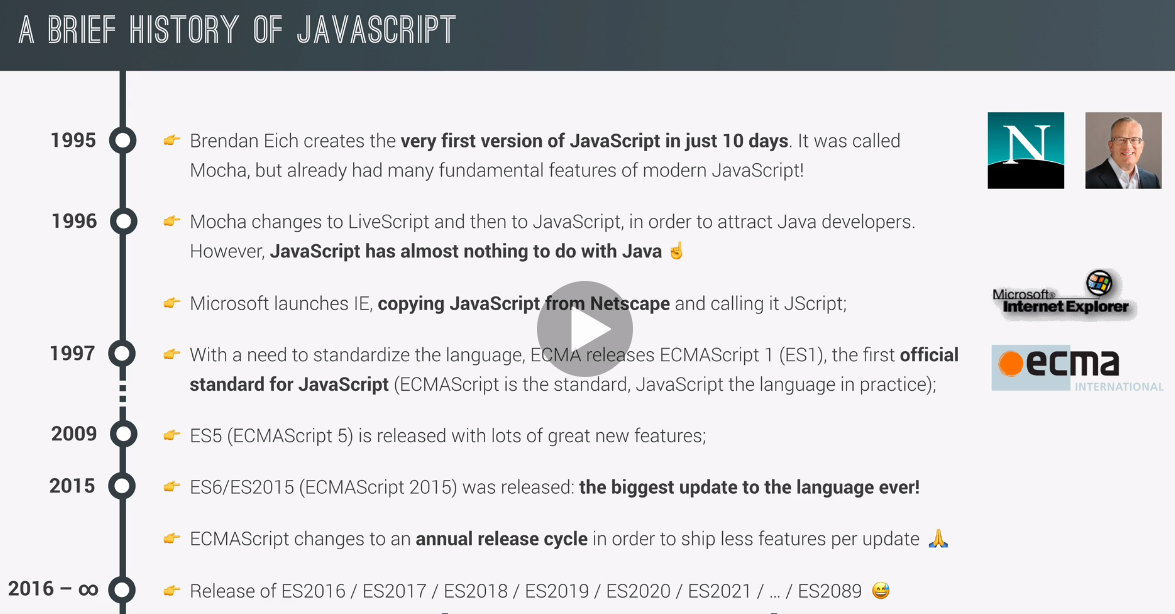 A BRIEF HISTORY OF JAVASCRIPT
1995
👉 Brendan Eich creates the very first version of JavaScript in just 10 days. It was called
Mocha, but already had many fundamental features of modern JavaScript!
N
1996
👉 Mocha changes to LiveScript and then to JavaScript, in order to attract Java developers.
However, JavaScript has almost nothing to do with Java ☝️
👉 Microsoft launches IE, copying JavaScript from Netscape and calling it JScript;
Microsoft
Internet Explorer
1997
👉 With a need to standardize the language, ECMA releases ECMAScript 1 (ES1), the first official
standard for JavaScript (ECMAScript is the standard, JavaScript the language in practice);
ecma
INTERNATIONAL
2009
👉 ES5 (ECMAScript 5) is released with lots of great new features;
2015
👉 ES6/ES2015 (ECMAScript 2015) was released: the biggest update to the language ever!
👉 ECMAScript changes to an annual release cycle in order to ship less features per update 🙏
2016 – ∞
👉 Release of ES2016 / ES2017 / ES2018 / ES2019 / ES2020 / ES2021 / ... / ES2089 😅